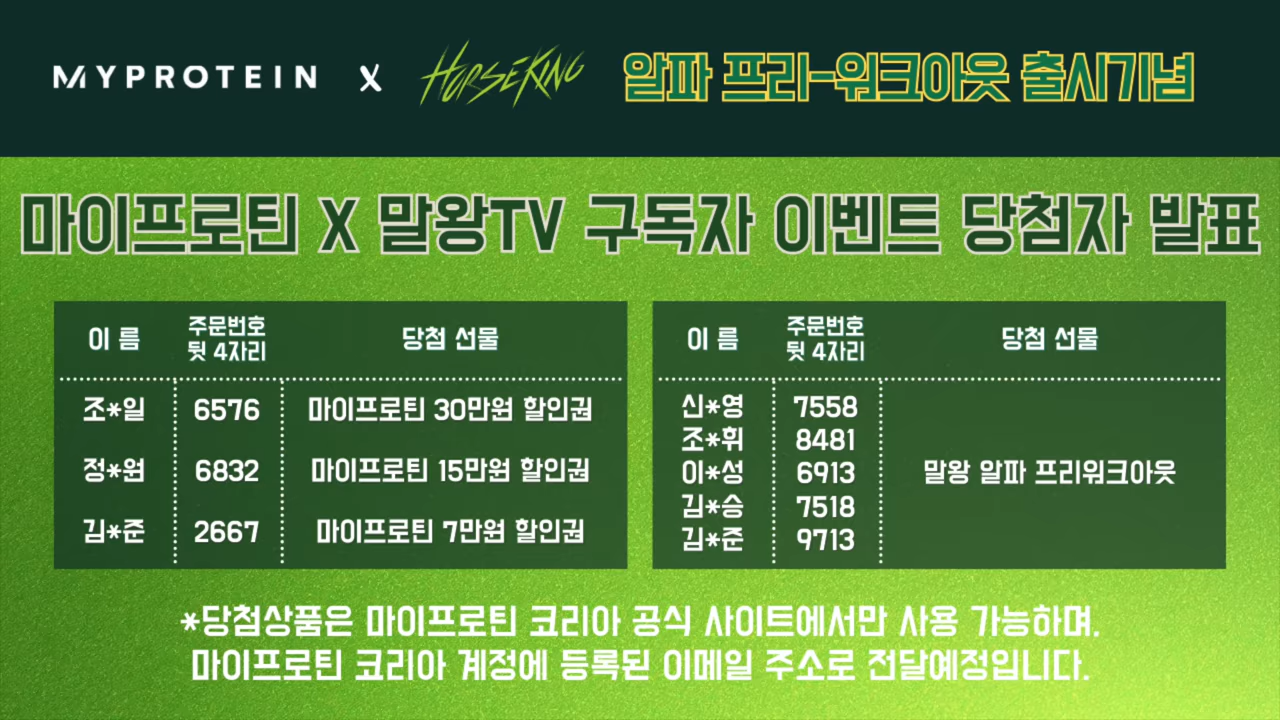 MYPROTEIN X HORSEKING 알파 프리-워크아웃 출시기념
마이프로틴 X 말왕TV 구독자 이벤트 당첨자 발표
이 름 주문번호 뒷 4자리 당첨 선물
조*일 6576 마이프로틴 30만원 할인권
정*원 6832 마이프로틴 15만원 할인권
김*준 2667 마이프로틴 7만원 할인권
이 름 주문번호 뒷 4자리 당첨 선물
신*영 7558
조*휘 8481
이*성 6913 말왕 알파 프리워크아웃
김*승 7518
김*준 9713
*당첨상품은 마이프로틴 코리아 공식 사이트에서만 사용 가능하며,
마이프로틴 코리아 계정에 등록된 이메일 주소로 전달예정입니다.